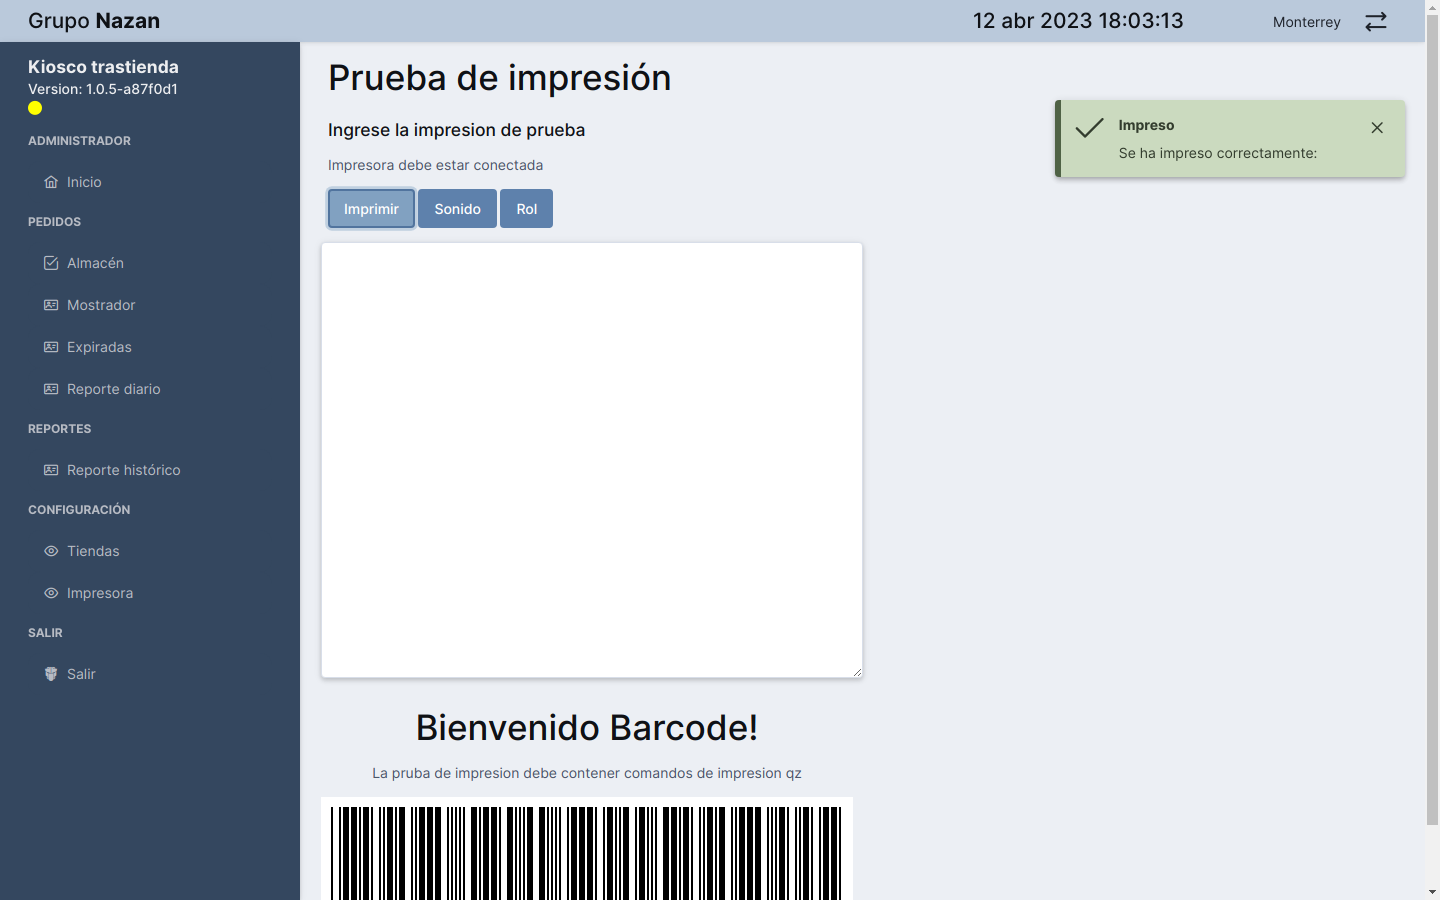 Grupo Nazan
12 abr 2023 18:03:13
Monterrey
Kiosco trastienda
Version: 1.0.5-a87f0d1
ADMINISTRADOR
Inicio
PEDIDOS
Almacén
Mostrador
Expiradas
Reporte diario
REPORTES
Reporte histórico
CONFIGURACIÓN
Tiendas
Impresora
SALIR
Salir
Prueba de impresión
Ingrese la impresion de prueba
Impresora debe estar conectada
Imprimir
Sonido
Rol
Impreso
Se ha impreso correctamente:
Bienvenido Barcode!
La pruba de impresion debe contener comandos de impresion qz